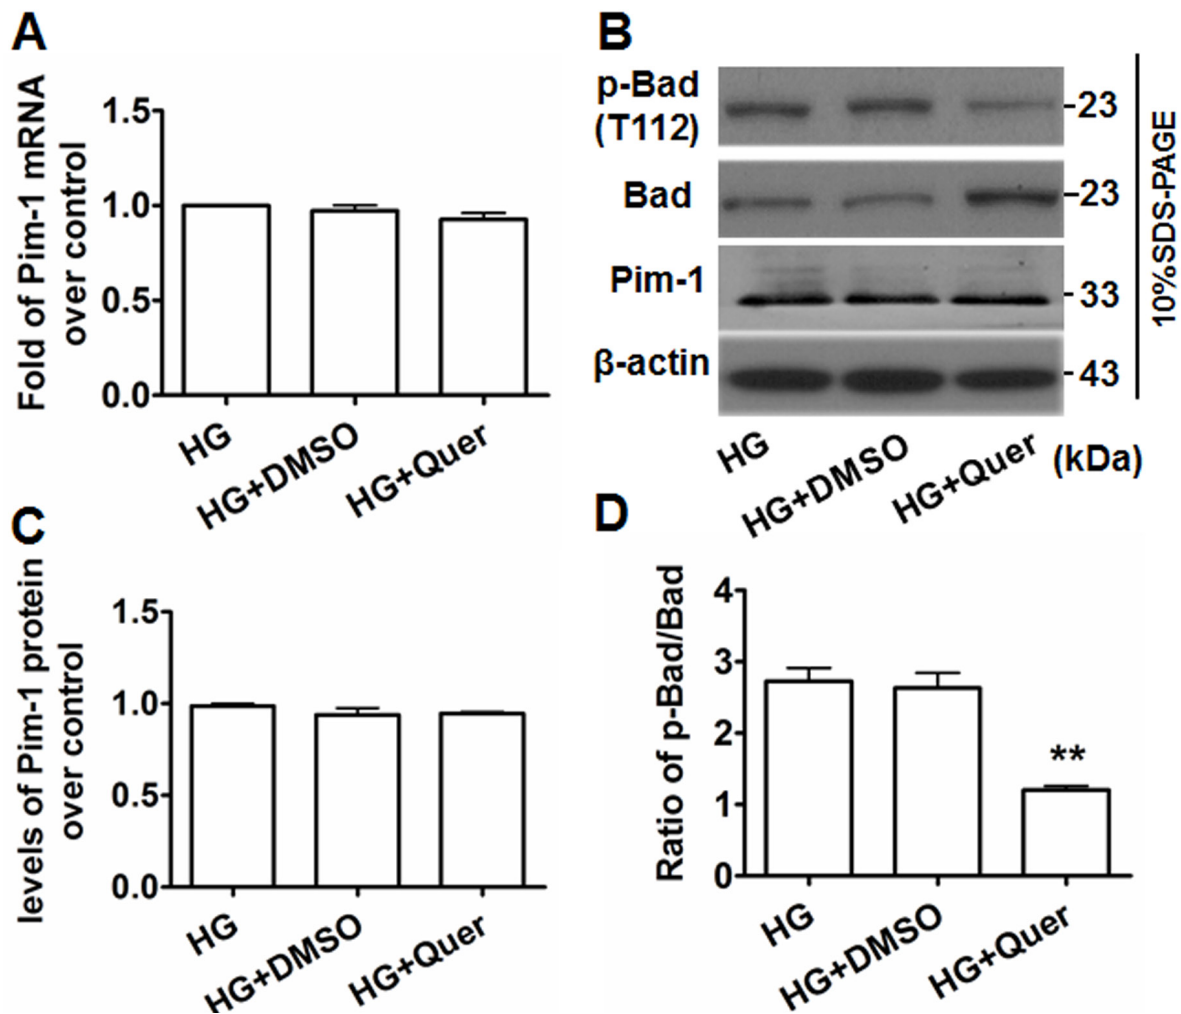 A
Fold of Pim-1 mRNA
over control
1.5
1.0
0.5
0.0
HG
HG+DMSO
HG+Quer
B
p-Bad
(T112)
-23
Bad
-23
Pim-1
-33
β-actin
-43
10%SDS-PAGE
HG
HG+DMSO
HG+Quer
(kDa)
C
levels of Pim-1 protein
over control
1.5
1.0
0.5
0.0
HG
HG+DMSO
HG+Quer
D
Ratio of p-Bad/Bad
4
3
2
1
0
**
HG
HG+DMSO
HG+Quer